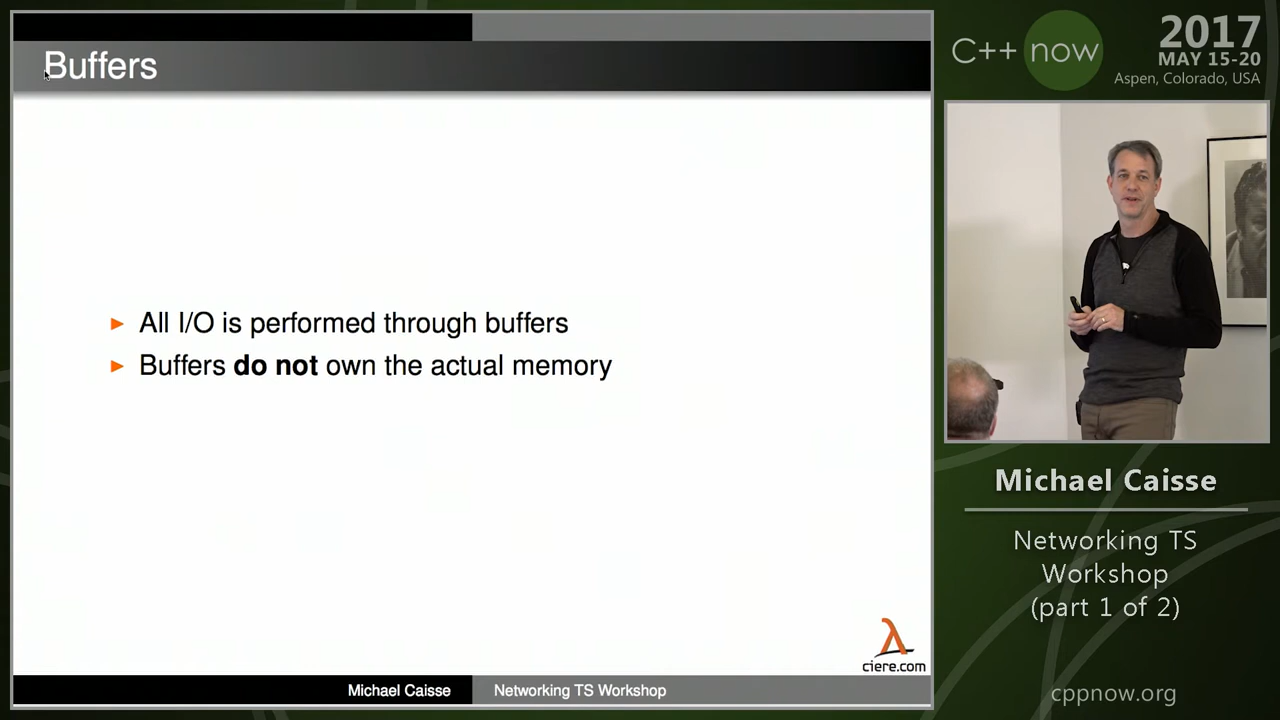 Buffers
All I/O is performed through buffers
Buffers do not own the actual memory
ciere.com
Michael Caisse
Networking TS Workshop
C++ now
2017
MAY 15-20
Aspen, Colorado, USA
Michael Caisse
Networking TS
Workshop
(part 1 of 2)
cppnow.org